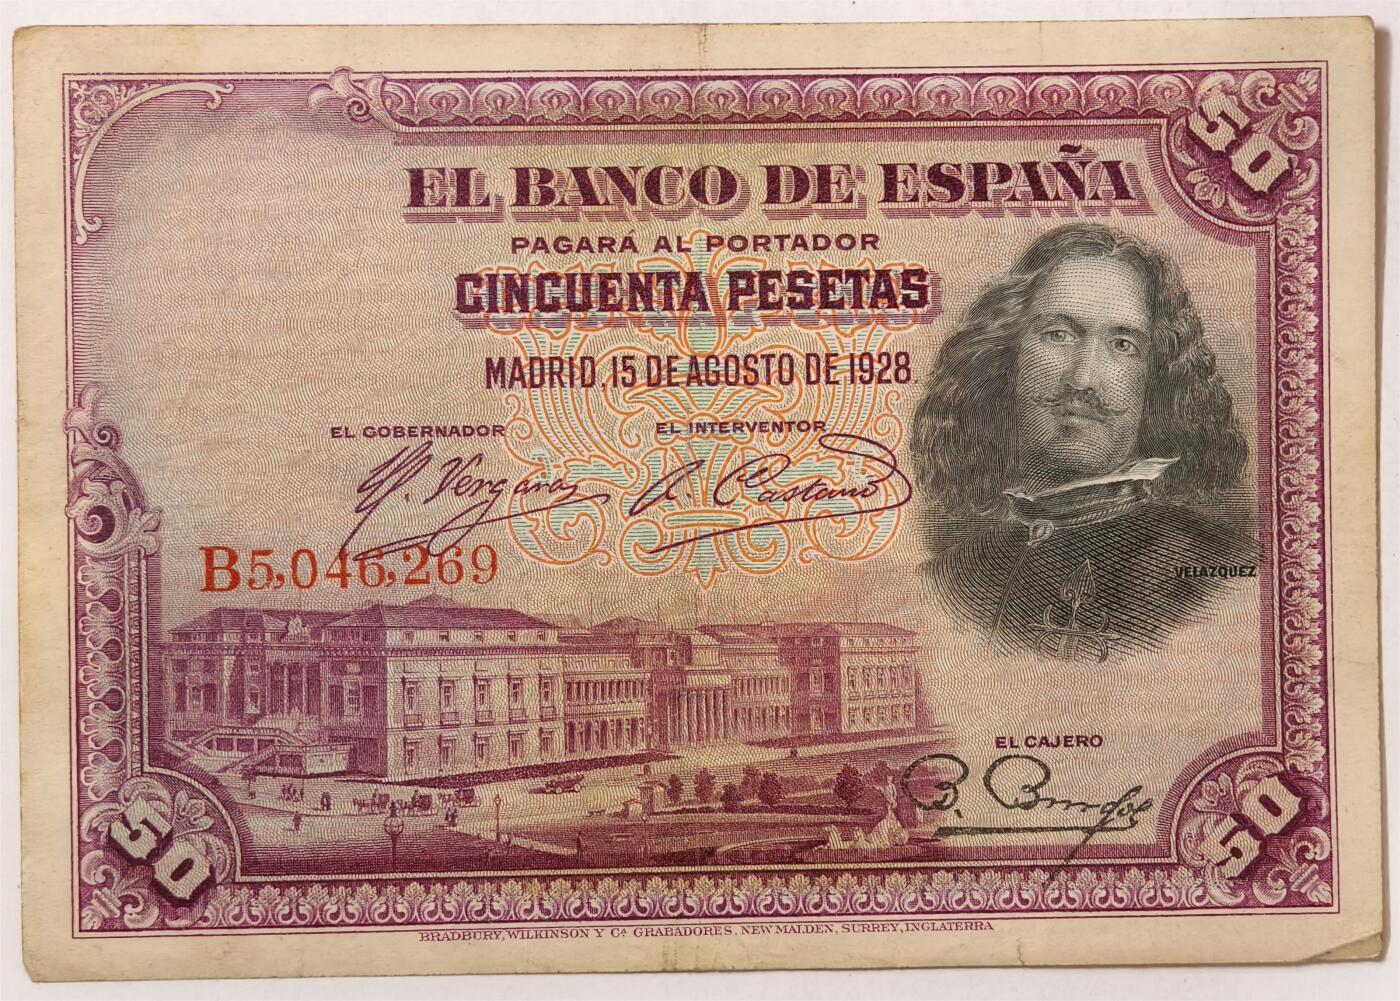 50
EL BANCO DE ESPAÑA
PAGARÁ AL PORTADOR
CINCUENTA PESETAS
MADRID, 15 DE AGOSTO DE 1928.
EL GOBERNADOR
EL INTERVENTOR
B5,046,269
VELAZQUEZ
EL CAJERO
50
50
BRADBURY, WILKINSON Y Cª GRABADORES, NEW MALDEN, SURREY, INGLATERRA